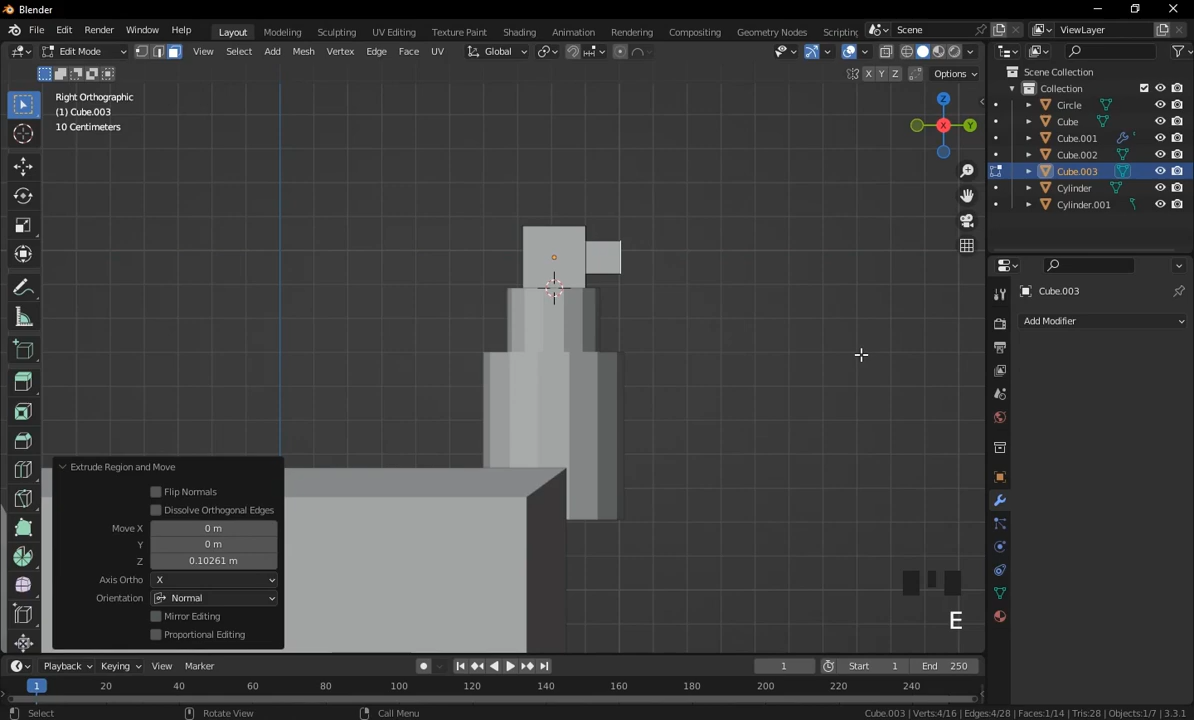 Blender
File Edit Render Window Help Layout Modeling Sculpting UV Editing Texture Paint Shading Animation Rendering Compositing Geometry Nodes Scripting Scene ViewLayer
Edit Mode View Select Add Mesh Vertex Edge Face UV Global
X Y Z Options
Right Orthographic
(1) Cube.003
10 Centimeters
Z
X
Y
Scene Collection
Collection
Circle
Cube
Cube.001
Cube.002
Cube.003
Cylinder
Cylinder.001
Cube.003
Add Modifier
Extrude Region and Move
Flip Normals
Dissolve Orthogonal Edges
Move X 0 m
Y 0 m
Z 0.10261 m
Axis Ortho X
Orientation Normal
Mirror Editing
Proportional Editing
E
Playback Keying View Marker 1 Start 1 End 250
1 20 40 60 80 100 120 140 160 180 200 220 240
Select Rotate View Call Menu Cube.003 | Verts:4/16 | Edges:4/28 | Faces:1/14 | Tris:28 | Objects:1/7 | 3.3.1